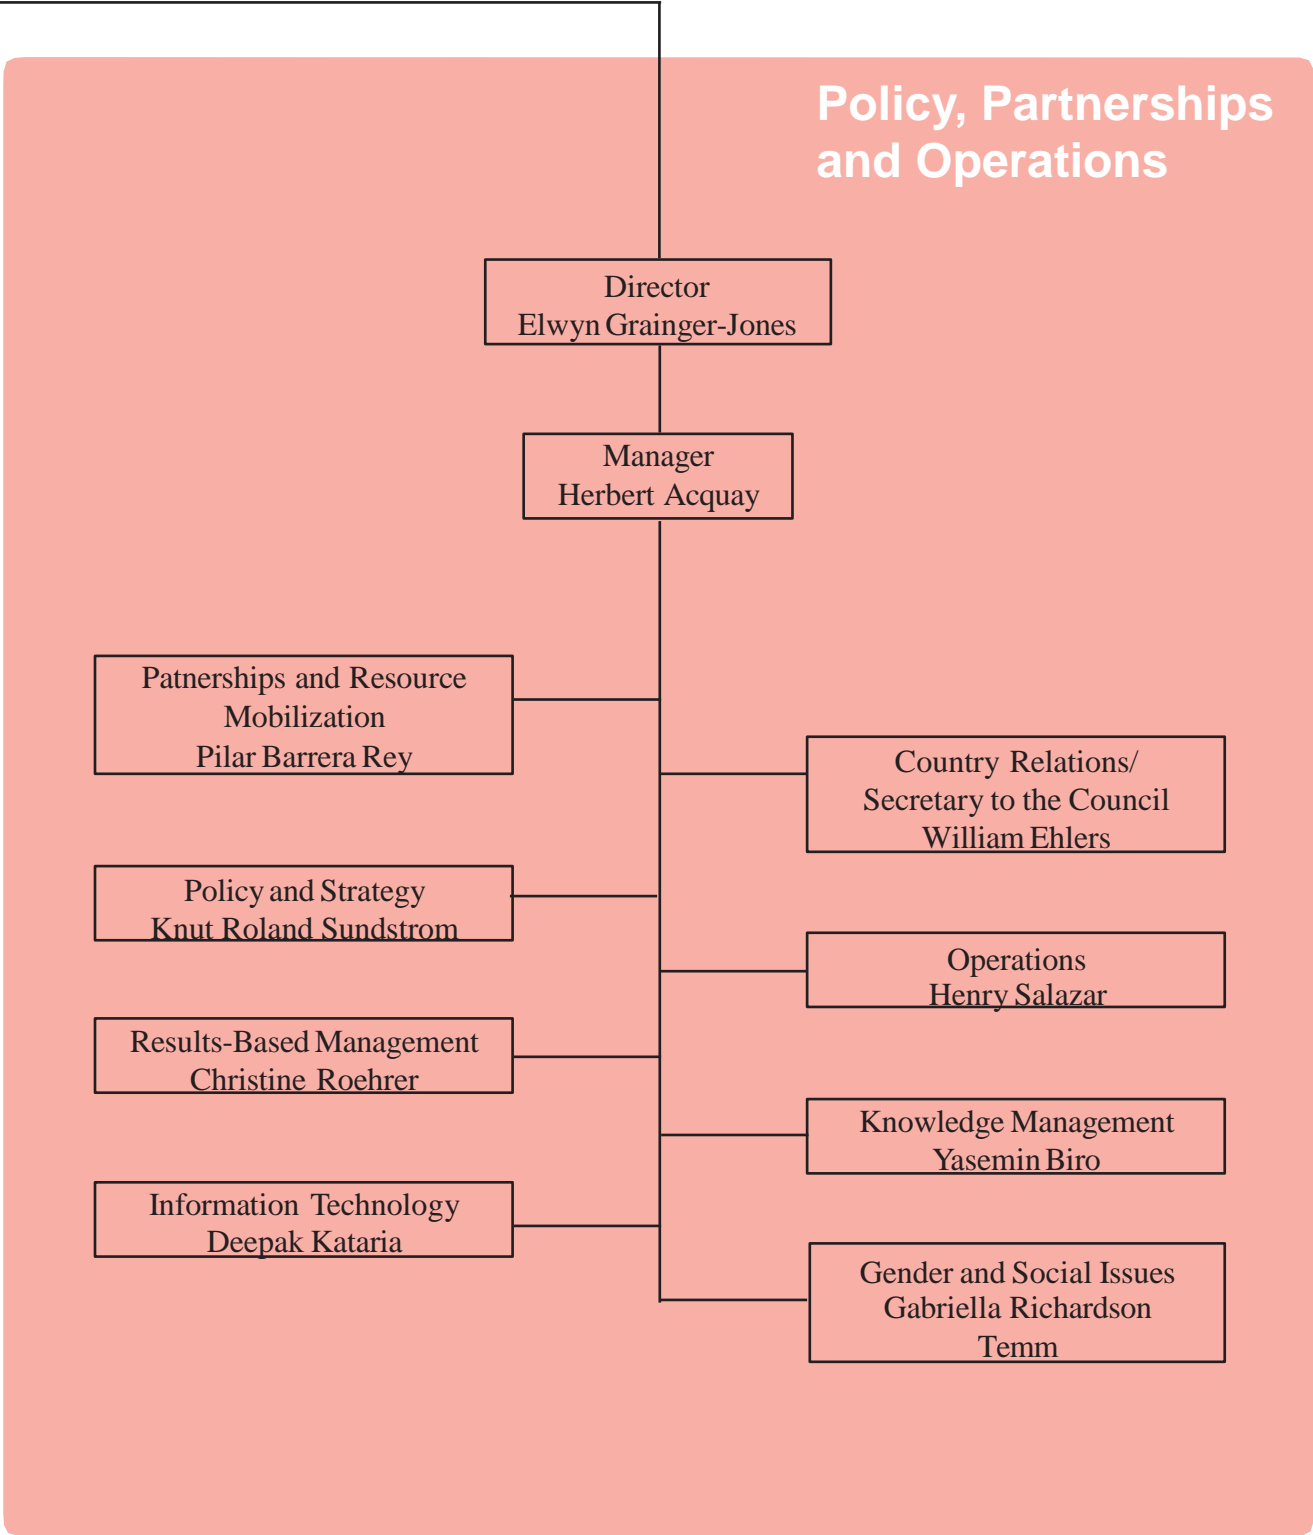 Policy, Partnerships
and Operations
Director
Elwyn Grainger-Jones
Manager
Herbert Acquay
Patnerships and Resource
Mobilization
Pilar Barrera Rey
Country Relations/
Secretary to the Council
William Ehlers
Policy and Strategy
Knut Roland Sundstrom
Operations
Henry Salazar
Results-Based Management
Christine Roehrer
Knowledge Management
Yasemin Biro
Information Technology
Deepak Kataria
Gender and Social Issues
Gabriella Richardson
Temm